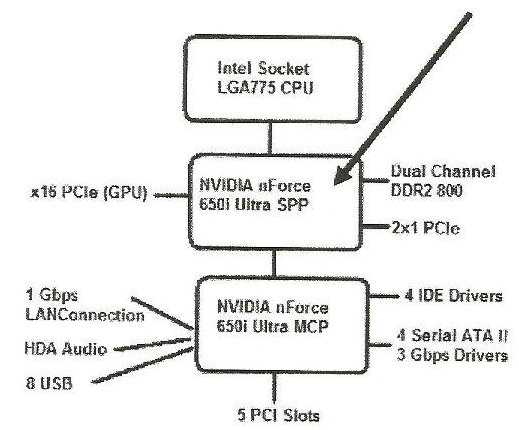 Intel Socket
LGA775 CPU
x16 PCIe (GPU)
NVIDIA nForce
650i Ultra SPP
Dual Channel
DDR2 800
2x1 PCIe
1 Gbps
LANConnection
HDA Audio
8 USB
NVIDIA nForce
650i Ultra MCP
4 IDE Drivers
4 Serial ATA II
3 Gbps Drivers
5 PCI Slots